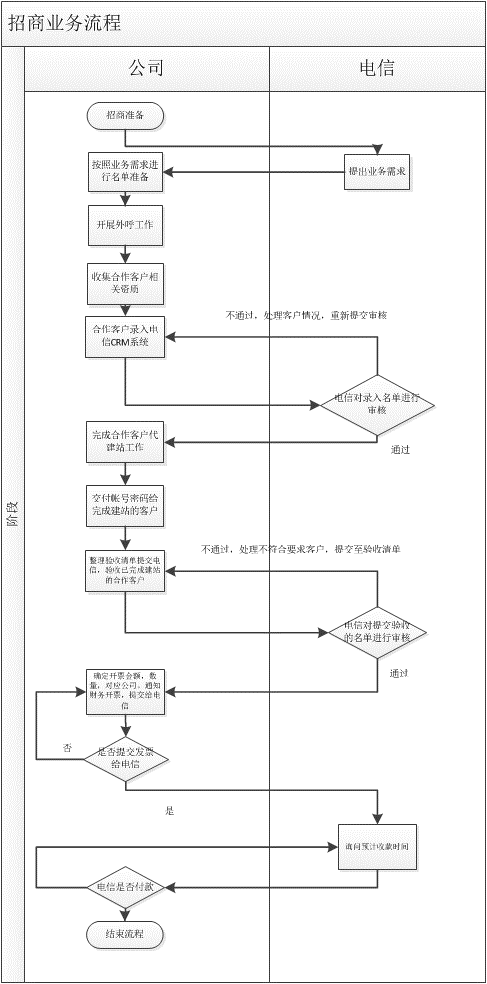 招商业务流程
公司
电信
阶段
招商准备
提出业务需求
按照业务需求进
行名单准备
开展外呼工作
收集合作客户相
关资质
不通过，处理客户情况，重新提交审核
合作客户录入电
信CRM系统
电信对录入名单进行
审核
通过
完成合作客户代
建站工作
交付帐号密码给
完成建站的客户
不通过，处理不符合要求客户，提交至验收清单
整理验收清单提交电
信，验收已完成建站
的合作客户
电信对提交验收
的名单进行审核
通过
确定开票金额，数
量，对应公司，通知
财务开票，提交给电
信
否
是否提交发票
给电信
是
询问预计收款时间
电信是否付款
结束流程